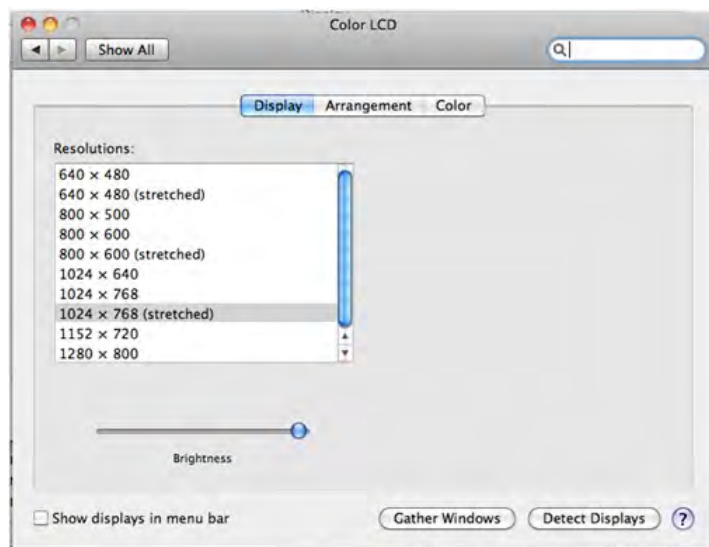 Color LCD
Show All
Display Arrangement Color
Resolutions:
640 × 480
640 × 480 (stretched)
800 × 500
800 × 600
800 × 600 (stretched)
1024 × 640
1024 × 768
1024 × 768 (stretched)
1152 × 720
1280 × 800
Brightness
Show displays in menu bar Gather Windows Detect Displays ?